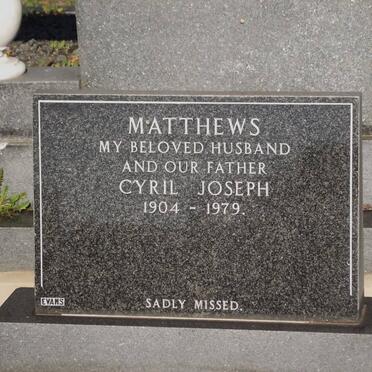 MATTHEWS
MY BELOVED HUSBAND
AND OUR FATHER
CYRIL JOSEPH
1904 - 1979.
SADLY MISSED.
EVANS